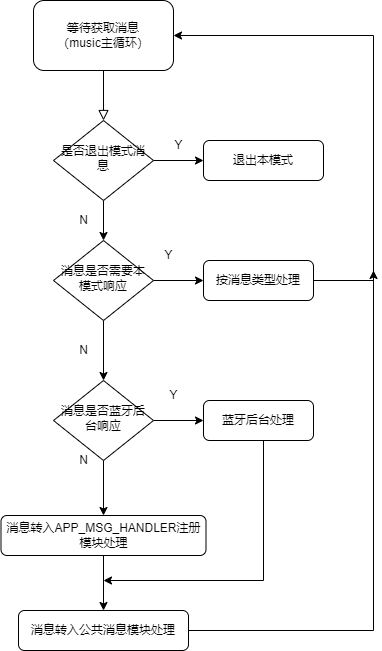 等待获取消息
（music主循环）
是否退出模式消
息
Y
退出本模式
N
消息是否需要本
模式响应
Y
按消息类型处理
N
消息是否蓝牙后
台响应
Y
蓝牙后台处理
N
消息转入APP_MSG_HANDLER注册
模块处理
消息转入公共消息模块处理